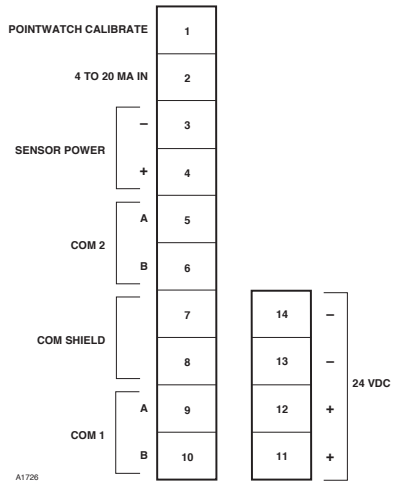 POINTWATCH CALIBRATE 1
4 TO 20 MA IN 2
– 3
SENSOR POWER
+ 4
A 5
COM 2
B 6
7 14 –
COM SHIELD
8 13 –
24 VDC
A 9 12 +
COM 1
B 10 11 +
A1726